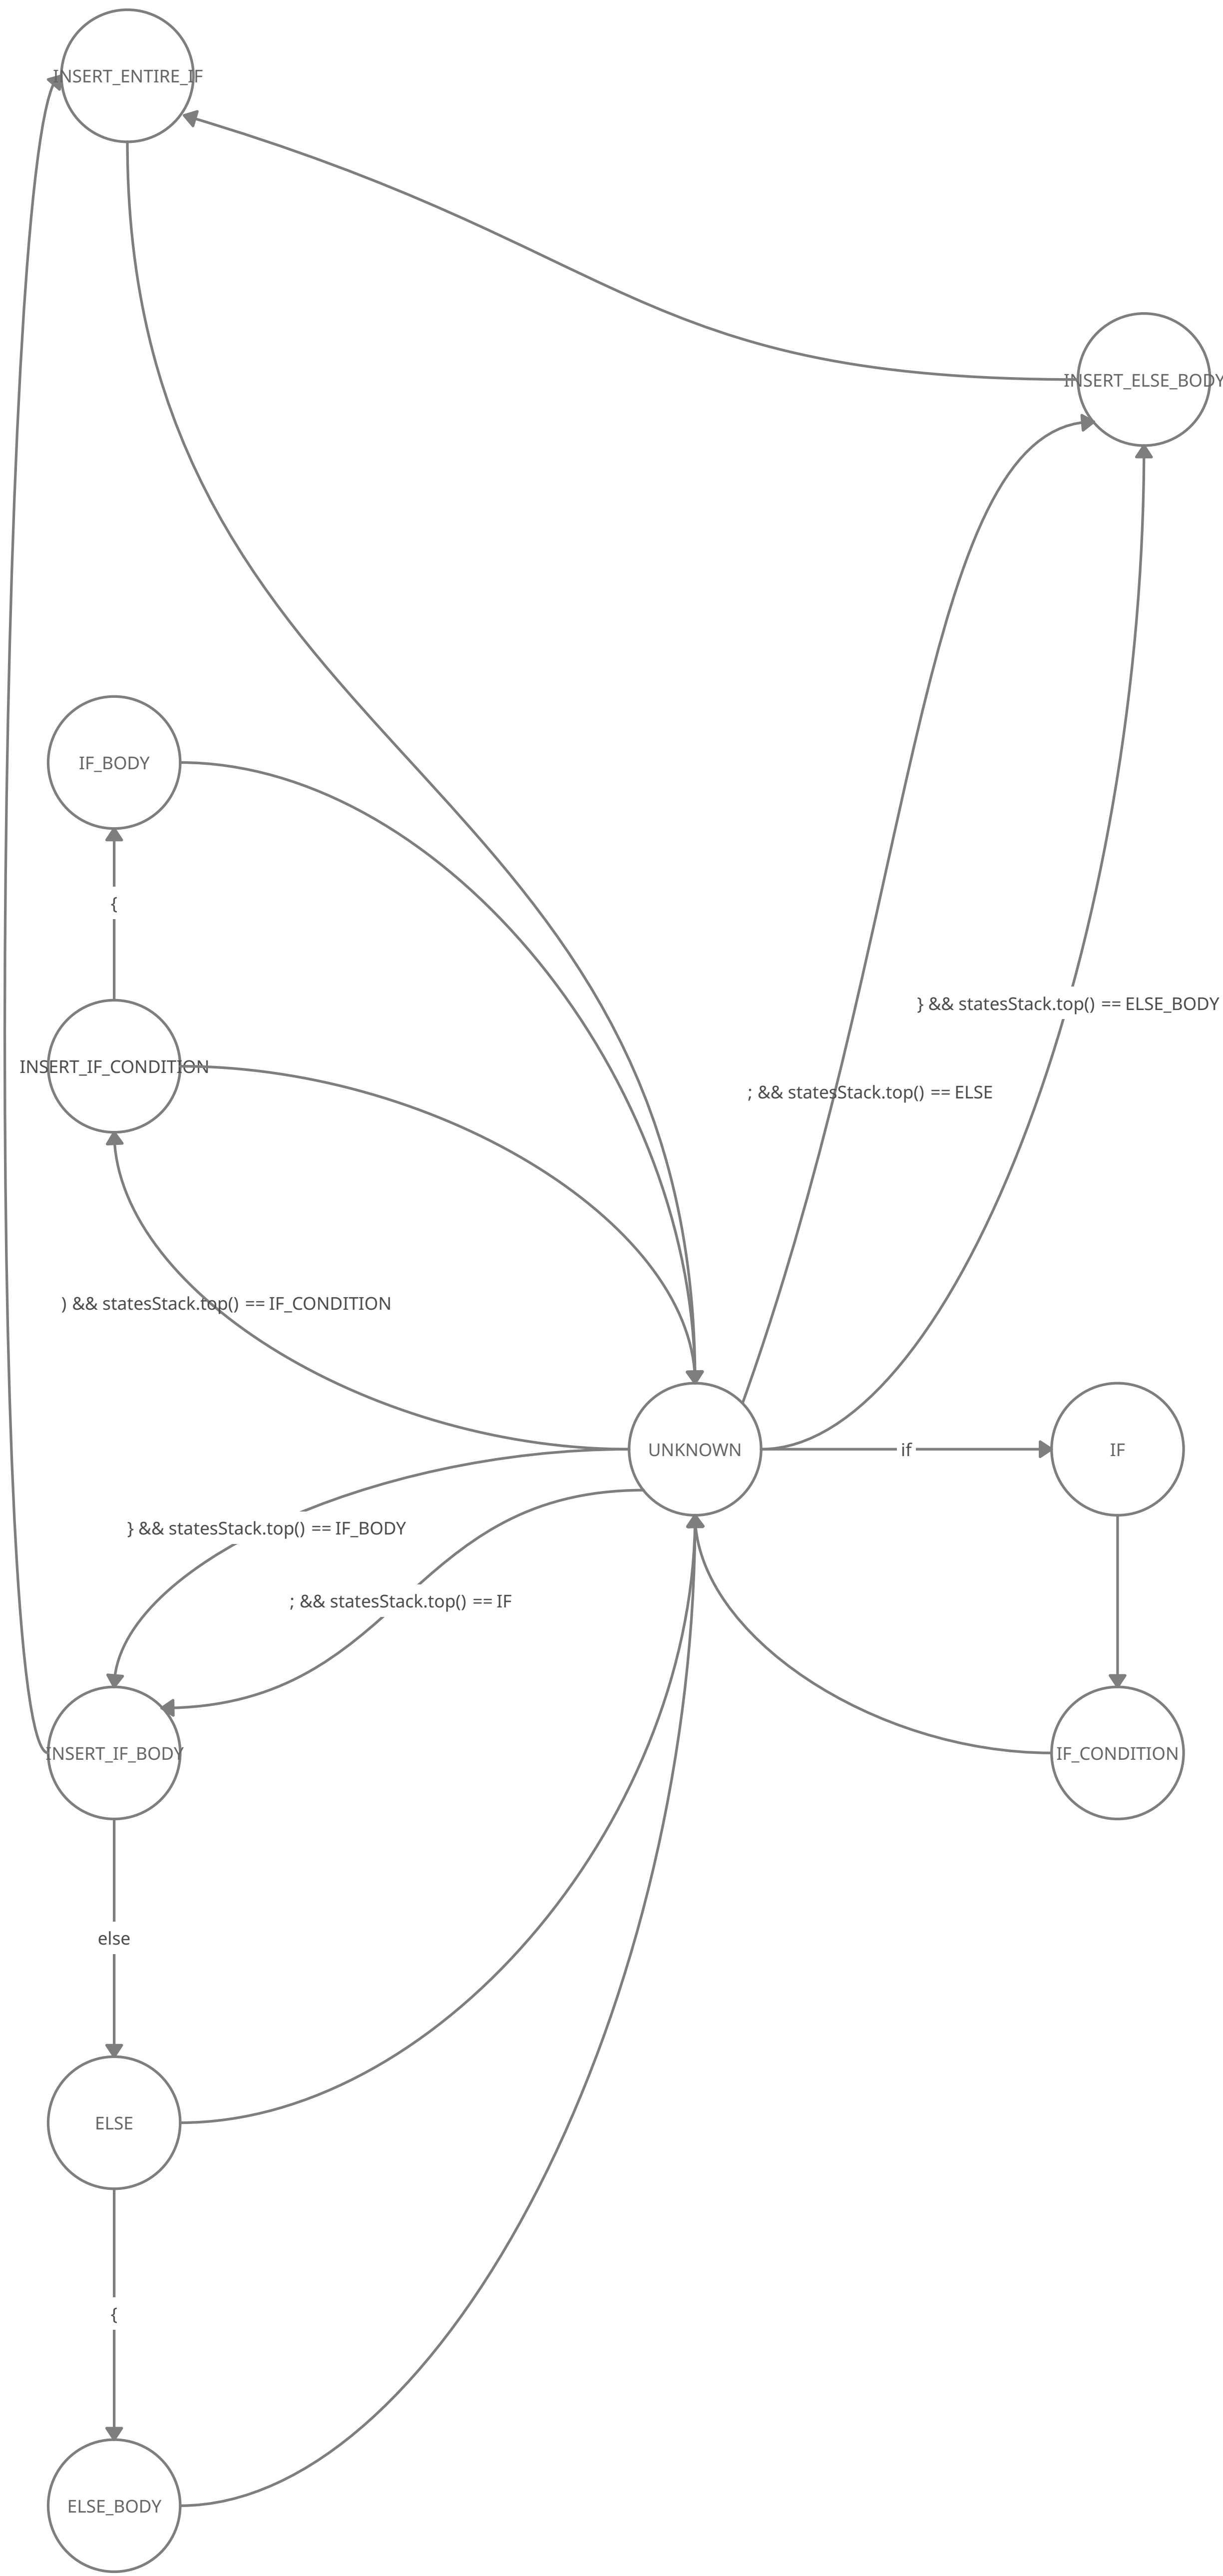 INSERT_ENTIRE_IF
INSERT_ELSE_BODY
IF_BODY
{
} && statesStack.top() == ELSE_BODY
INSERT_IF_CONDITION
; && statesStack.top() == ELSE
) && statesStack.top() == IF_CONDITION
UNKNOWN
if
IF
} && statesStack.top() == IF_BODY
; && statesStack.top() == IF
INSERT_IF_BODY
IF_CONDITION
else
ELSE
{
ELSE_BODY